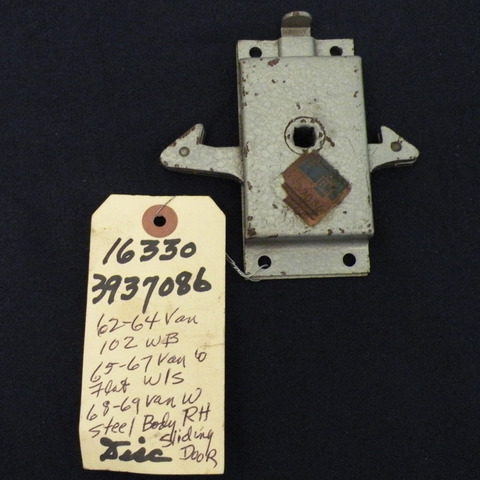 16330
3937086
62-64 Van
102 WB
65-67 Van W
Flat W/S
68-69 Van W
Steel Body RH
Sliding
Disc Door